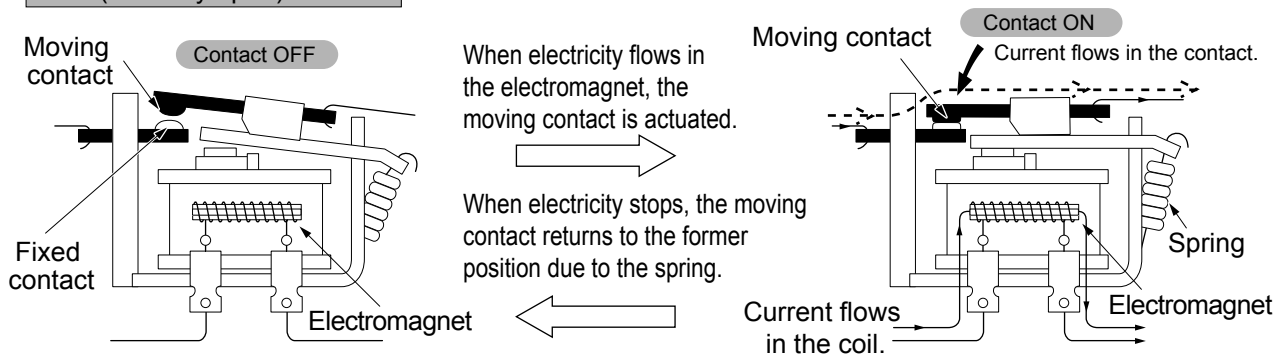 Moving
contact
Contact OFF
Fixed
contact
Electromagnet
When electricity flows in
the electromagnet, the
moving contact is actuated.
When electricity stops, the moving
contact returns to the former
position due to the spring.
Contact ON
Moving contact
Current flows in the contact.
Spring
Electromagnet
Current flows
in the coil.